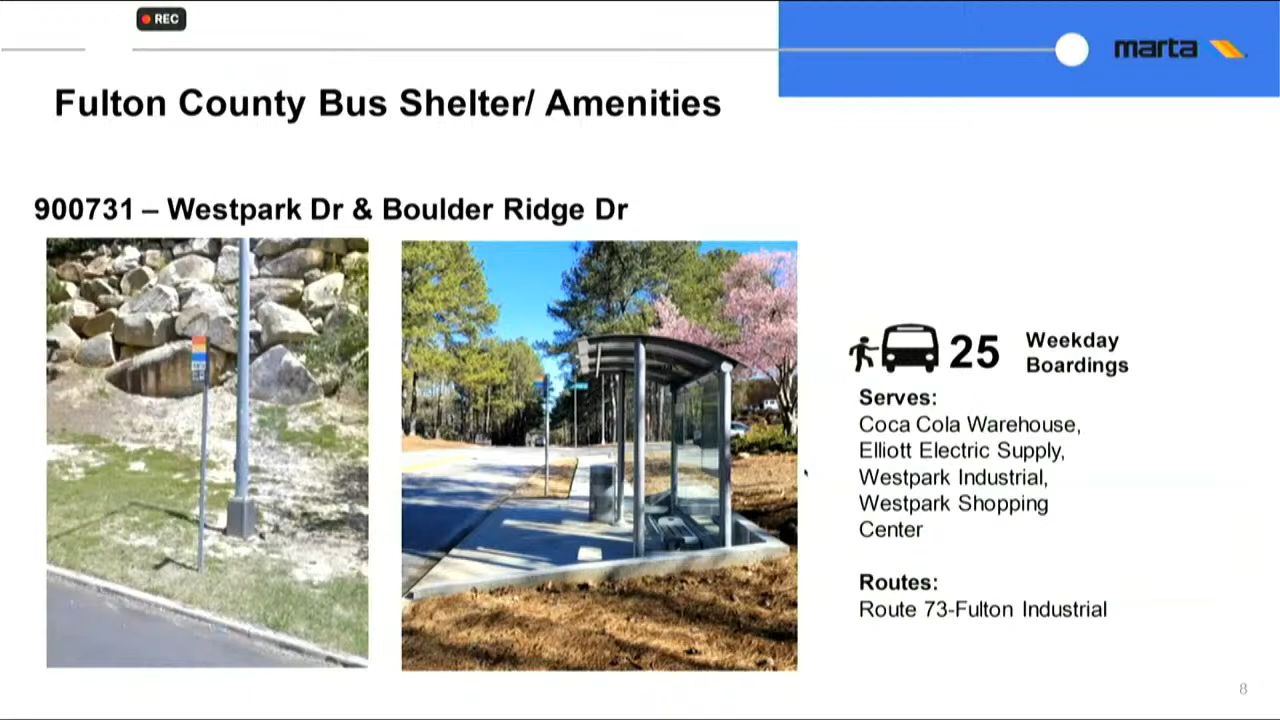 REC
marta
Fulton County Bus Shelter/ Amenities
900731 – Westpark Dr & Boulder Ridge Dr
25
Weekday
Boardings
Serves:
Coca Cola Warehouse,
Elliott Electric Supply,
Westpark Industrial,
Westpark Shopping
Center
Routes:
Route 73-Fulton Industrial
8